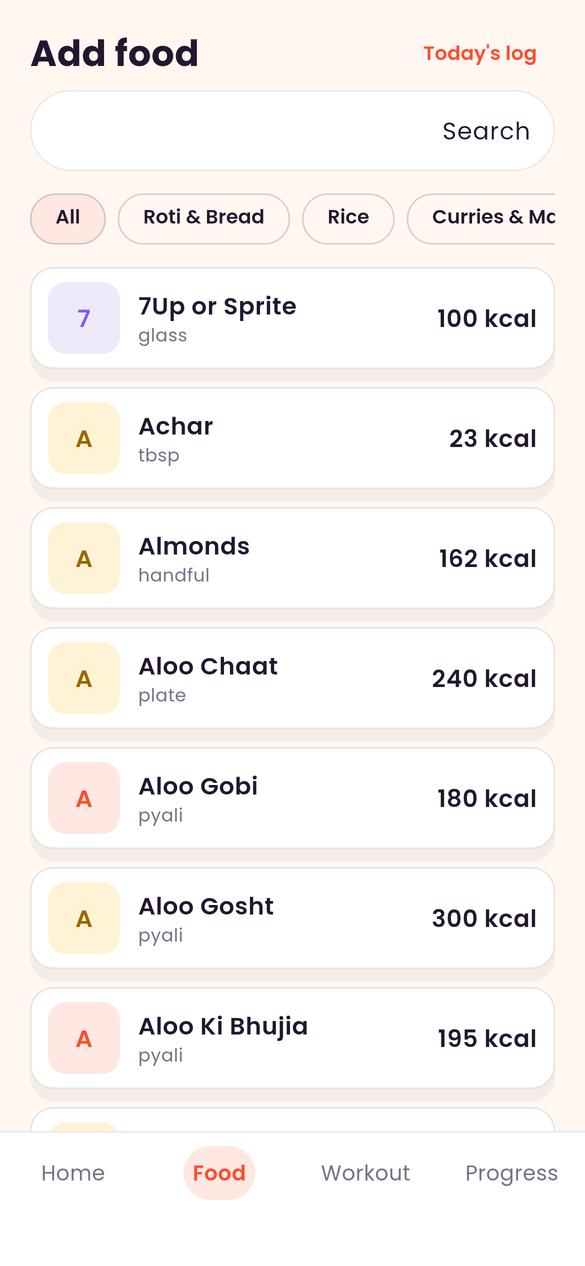 Add food
Today's log
Search
All
Roti & Bread
Rice
Curries &
7
7Up or Sprite
glass
100 kcal
A
Achar
tbsp
23 kcal
A
Almonds
handful
162 kcal
A
Aloo Chaat
plate
240 kcal
A
Aloo Gobi
pyali
180 kcal
A
Aloo Gosht
pyali
300 kcal
A
Aloo Ki Bhujia
pyali
195 kcal
Home
Food
Workout
Progress